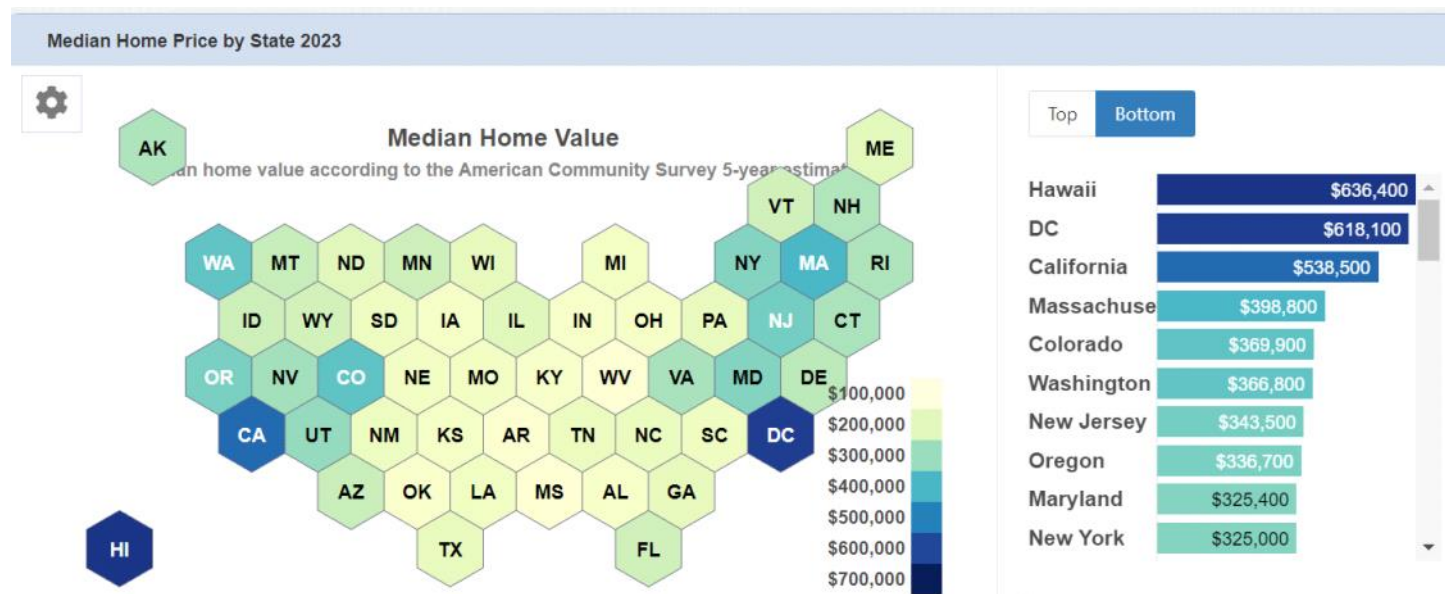 Median Home Price by State 2023
Median Home Value
an home value according to the American Community Survey 5-year estimat
AK
ME
VT NH
WA MT ND MN WI MI NY MA RI
ID WY SD IA IL IN OH PA NJ CT
OR NV CO NE MO KY WV VA MD DE
CA UT NM KS AR TN NC SC DC
AZ OK LA MS AL GA
HI TX FL
$100,000
$200,000
$300,000
$400,000
$500,000
$600,000
$700,000
Top Bottom
Hawaii $636,400
DC $618,100
California $538,500
Massachuse $398,800
Colorado $369,900
Washington $366,800
New Jersey $343,500
Oregon $336,700
Maryland $325,400
New York $325,000